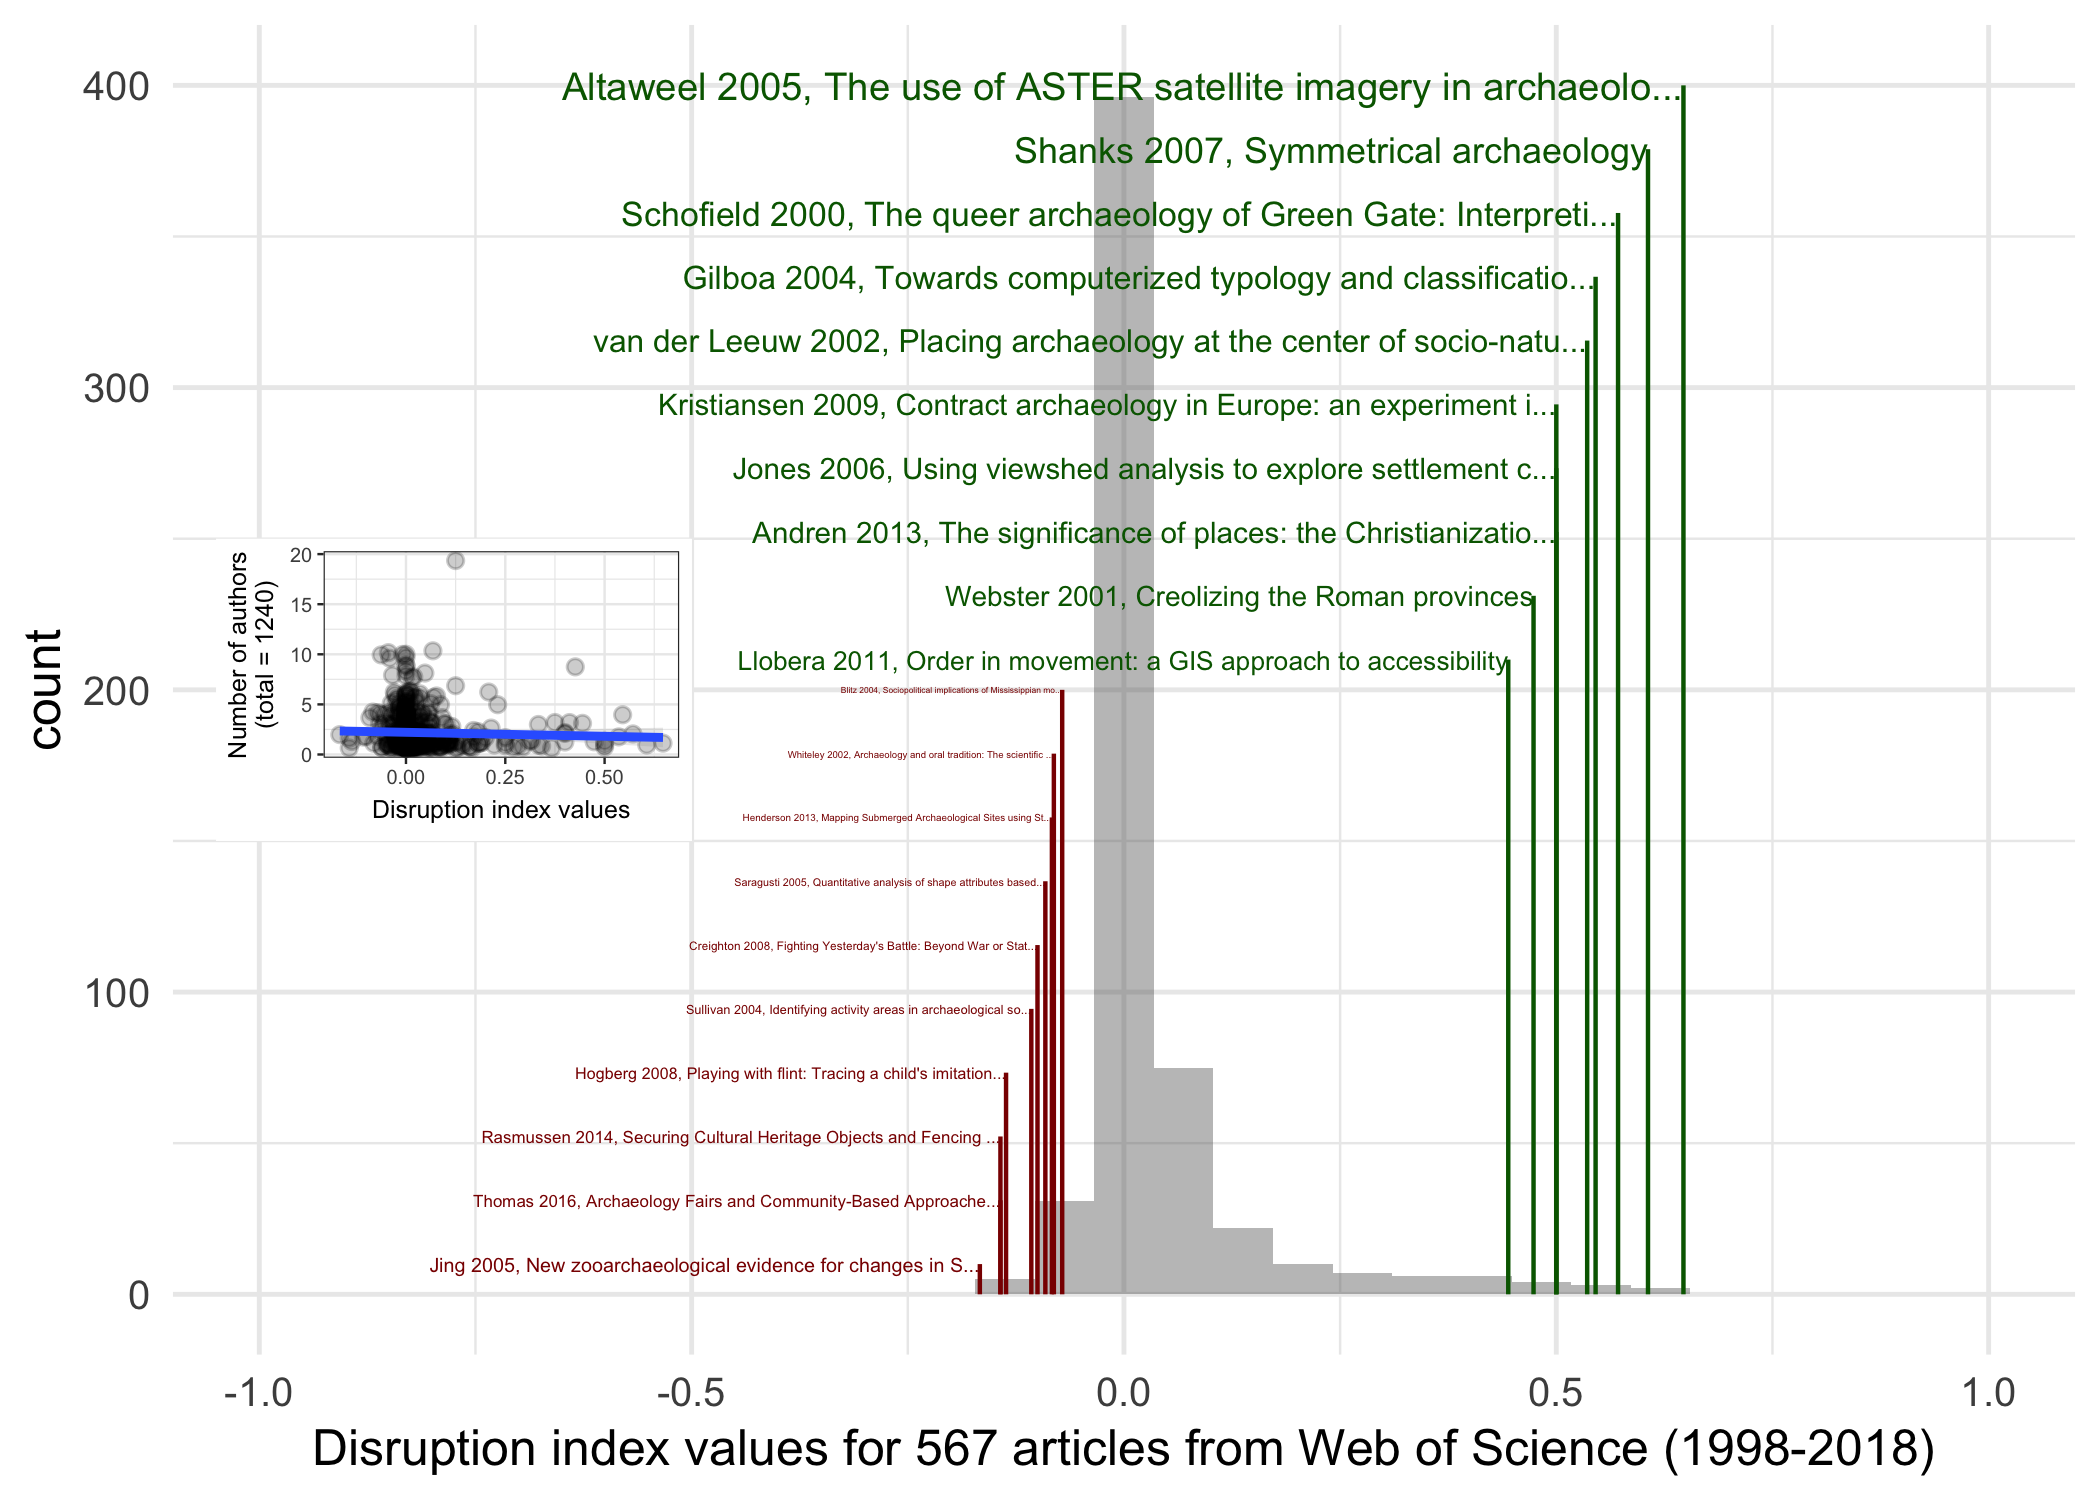 400
300
200
100
0
count
Altaweel 2005, The use of ASTER satellite imagery in archaeolo...
Shanks 2007, Symmetrical archaeology
Schofield 2000, The queer archaeology of Green Gate: Interpreti...
Gilboa 2004, Towards computerized typology and classificatio...
van der Leeuw 2002, Placing archaeology at the center of socio-natu...
Kristiansen 2009, Contract archaeology in Europe: an experiment i...
Jones 2006, Using viewshed analysis to explore settlement c...
Andren 2013, The significance of places: the Christianizatio...
Webster 2001, Creolizing the Roman provinces
Llobera 2011, Order in movement: a GIS approach to accessibility
Blitz 2004, Sociopolitical implications of Mississippian mo...
Whiteley 2002, Archaeology and oral tradition: The scientific ...
Henderson 2013, Mapping Submerged Archaeological Sites using St...
Saragusti 2005, Quantitative analysis of shape attributes based...
Creighton 2008, Fighting Yesterday's Battle: Beyond War or Stat...
Sullivan 2004, Identifying activity areas in archaeological so...
Hogberg 2008, Playing with flint: Tracing a child's imitation...
Rasmussen 2014, Securing Cultural Heritage Objects and Fencing ...
Thomas 2016, Archaeology Fairs and Community-Based Approache...
Jing 2005, New zooarchaeological evidence for changes in S...
Number of authors
(total = 1240)
20
15
10
5
0
0.00 0.25 0.50
Disruption index values
-1.0 -0.5 0.0 0.5 1.0
Disruption index values for 567 articles from Web of Science (1998-2018)